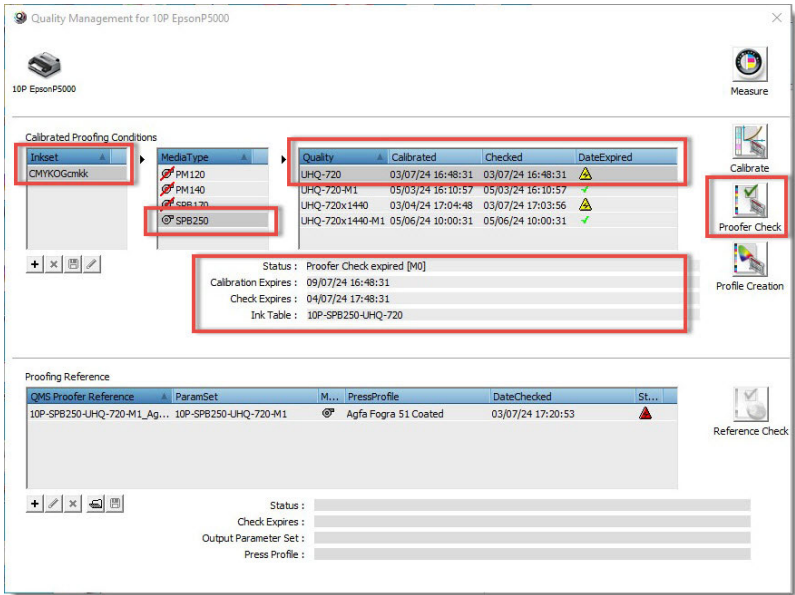 Quality Management for 10P EpsonP5000
10P EpsonP5000
Measure
Calibrated Proofing Conditions
Inkset MediaType Quality Calibrated Checked DateExpired
CMYKOGcmkk PM120 UHQ-720 03/07/24 16:48:31 03/07/24 16:48:31
PM140 UHQ-720-M1 05/03/24 16:10:57 05/03/24 16:10:57
SPB170 UHQ-720x1440 03/04/24 17:04:48 03/07/24 17:03:56
SPB250 UHQ-720x1440-M1 05/06/24 10:00:31 05/06/24 10:00:31
Calibrate
Proofer Check
Profile Creation
Status : Proofer Check expired [M0]
Calibration Expires : 09/07/24 16:48:31
Check Expires : 04/07/24 17:48:31
Ink Table : 10P-SPB250-UHQ-720
Proofing Reference
QMS Proofer Reference ParamSet M... PressProfile DateChecked St...
10P-SPB250-UHQ-720-M1_Ag... 10P-SPB250-UHQ-720-M1 Agfa Fogra 51 Coated 03/07/24 17:20:53
Reference Check
Status :
Check Expires :
Output Parameter Set :
Press Profile :